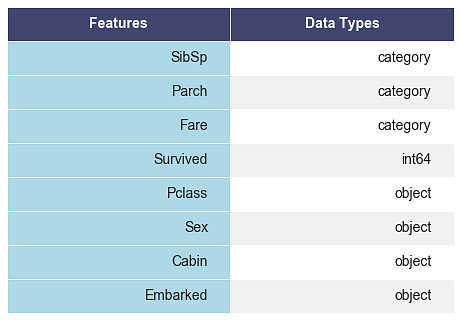 Features Data Types
SibSp category
Parch category
Fare category
Survived int64
Pclass object
Sex object
Cabin object
Embarked object